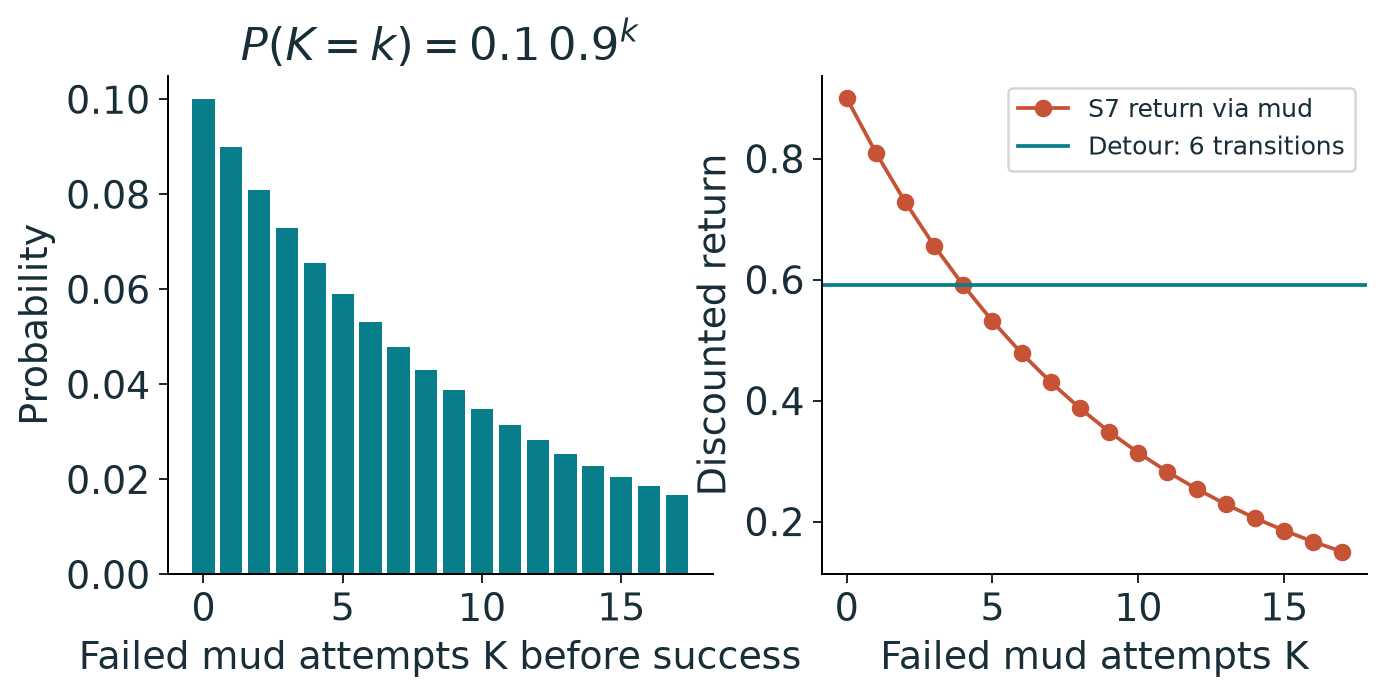 P(K = k) = 0.1 0.9^k
Probability
0.10
0.08
0.06
0.04
0.02
0.00
0 5 10 15
Failed mud attempts K before success
Discounted return
0.8
0.6
0.4
0.2
S7 return via mud
Detour: 6 transitions
0 5 10 15
Failed mud attempts K